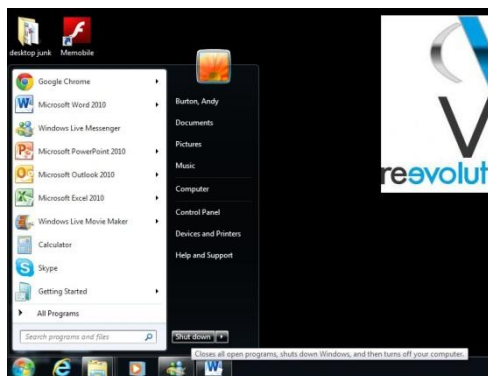 desktop junk
Memobile
Google Chrome
Microsoft Word 2010
Windows Live Messenger
Microsoft PowerPoint 2010
Microsoft Outlook 2010
Microsoft Excel 2010
Windows Live Movie Maker
Calculator
Skype
Getting Started
All Programs
Search programs and files
Burton, Andy
Documents
Pictures
Music
Computer
Control Panel
Devices and Printers
Help and Support
Shut down
Closes all open programs, shuts down Windows, and then turns off your computer.
V
reevolut